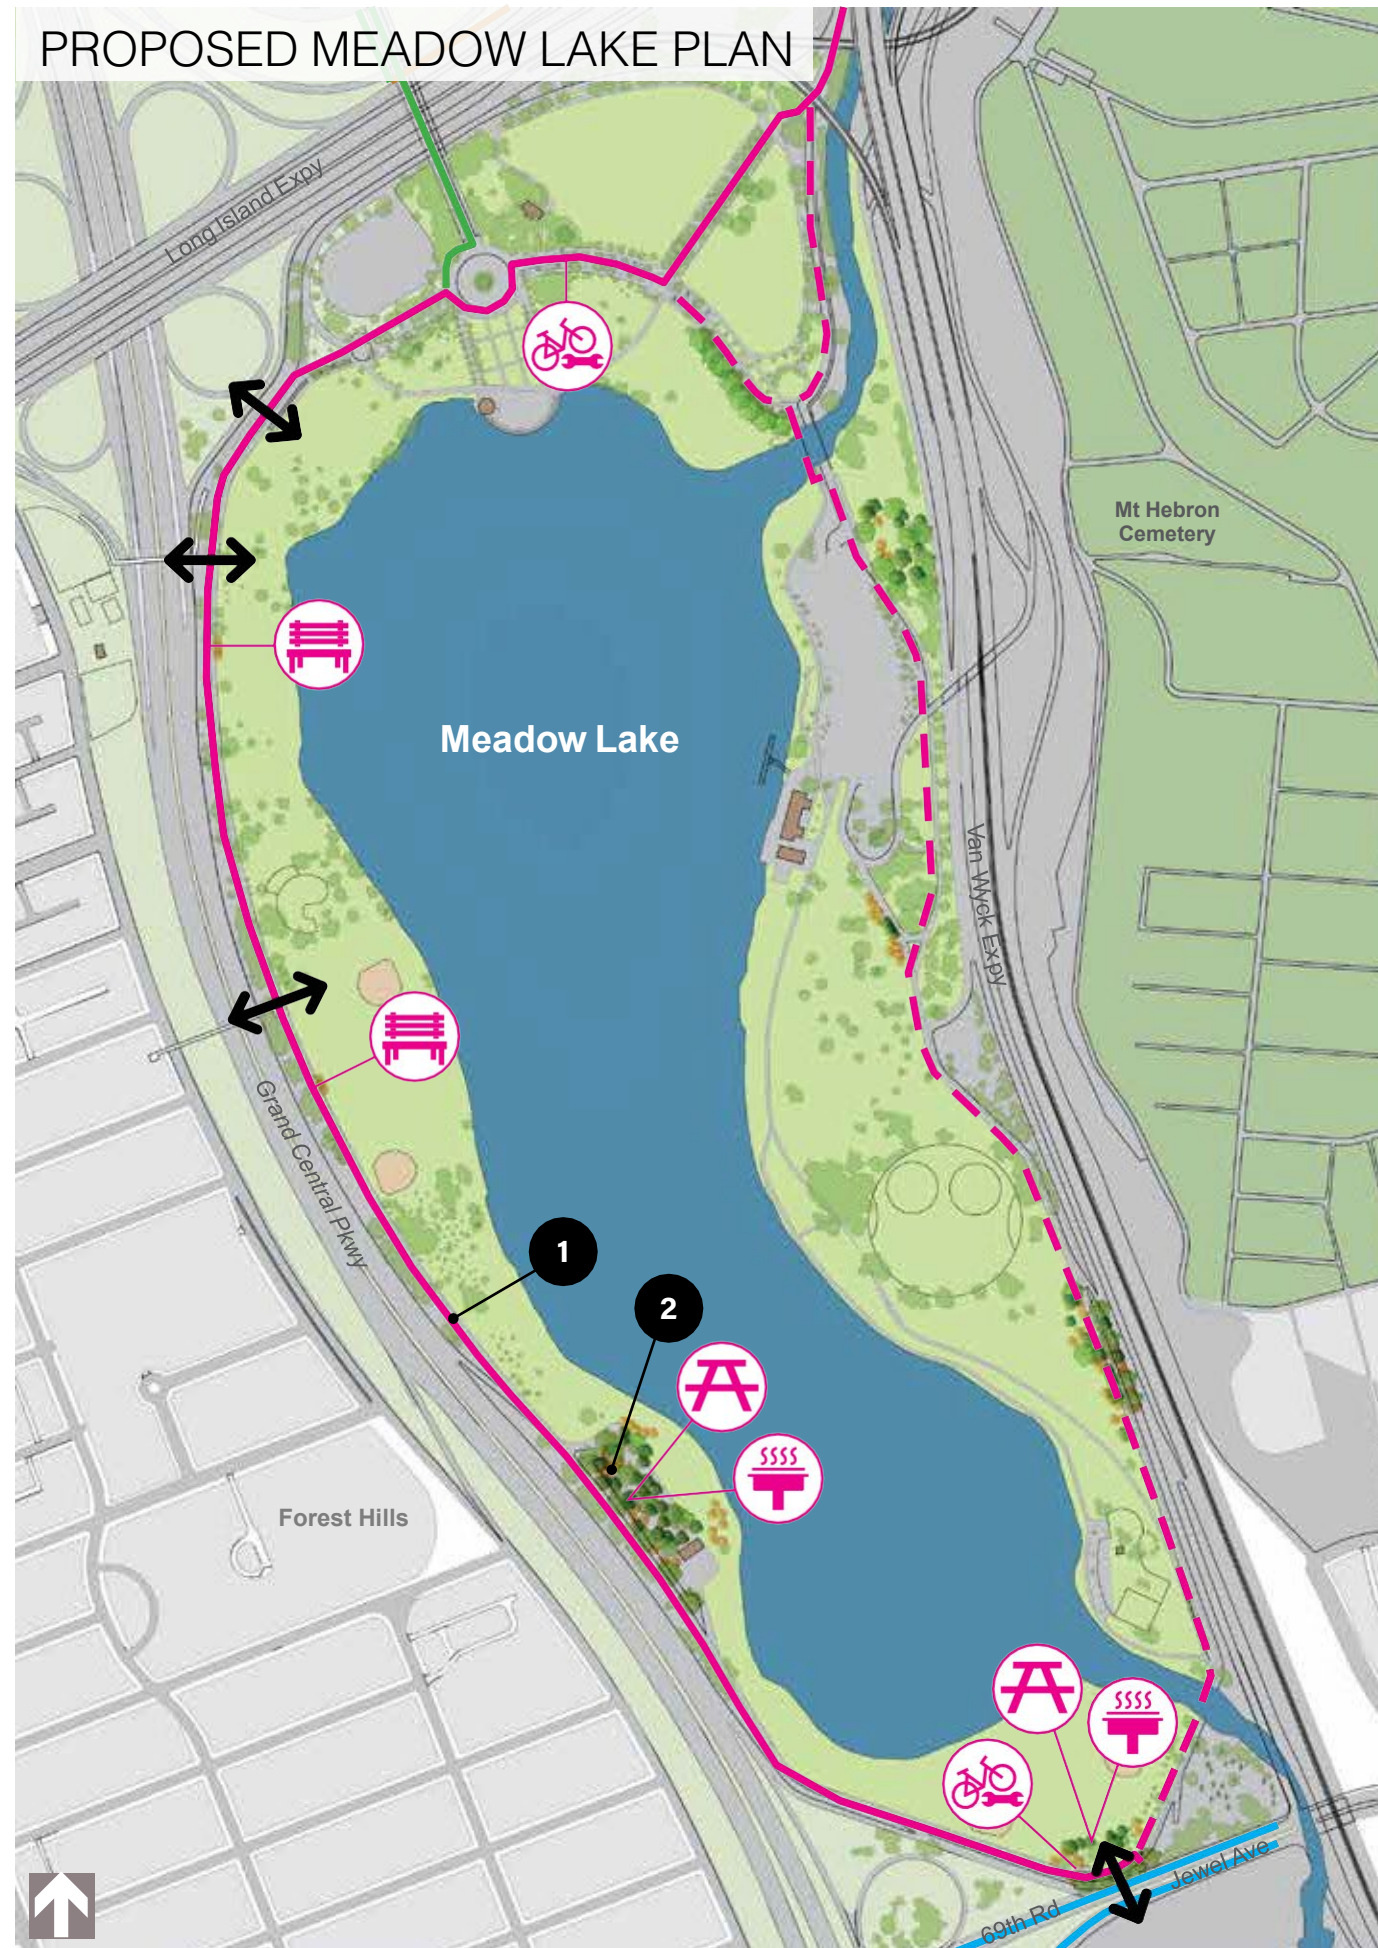 PROPOSED MEADOW LAKE PLAN
Long Island Expy
Mt Hebron
Cemetery
Meadow Lake
Van Wyck Expy
Grand Central Pkwy
1
2
Forest Hills
Jewel Ave
69th Rd